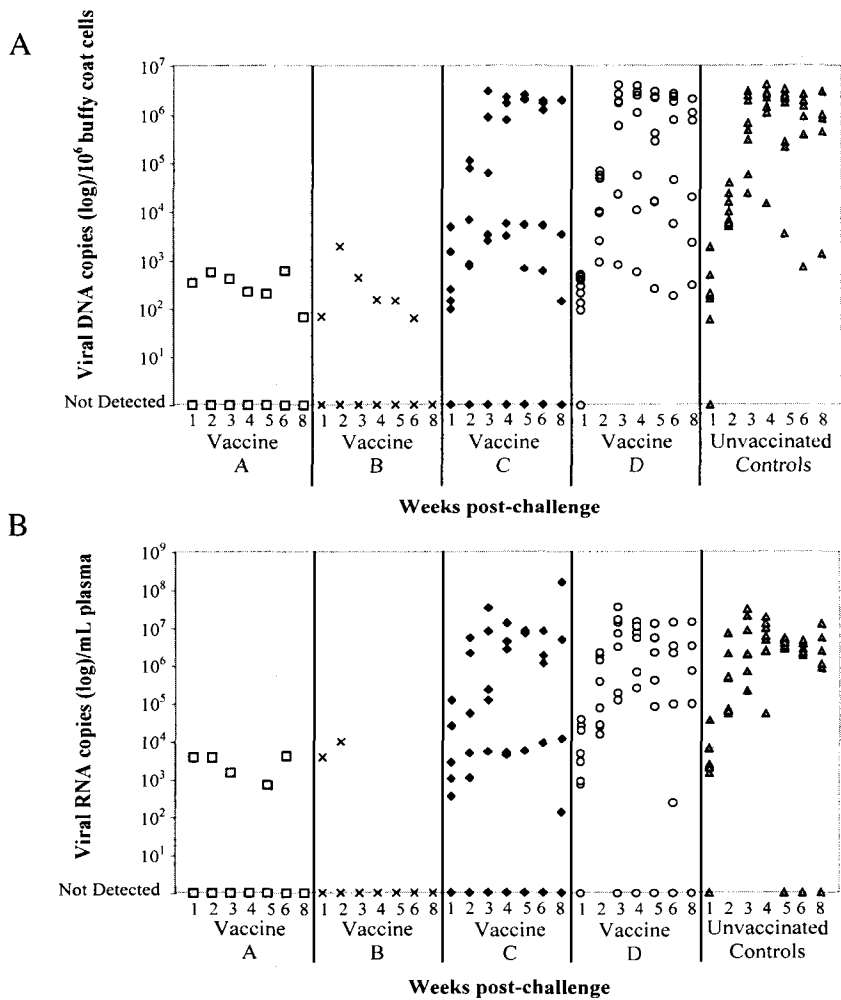 A
Viral DNA copies (log)/10⁶ buffy coat cells
10⁷
10⁶
10⁵
10⁴
10³
10²
10¹
Not Detected
1 2 3 4 5 6 8 1 2 3 4 5 6 8 1 2 3 4 5 6 8 1 2 3 4 5 6 8 1 2 3 4 5 6 8
Vaccine Vaccine Vaccine Vaccine Unvaccinated
A B C D Controls
Weeks post-challenge
B
Viral RNA copies (log)/mL plasma
10⁹
10⁸
10⁷
10⁶
10⁵
10⁴
10³
10²
10¹
Not Detected
1 2 3 4 5 6 8 1 2 3 4 5 6 8 1 2 3 4 5 6 8 1 2 3 4 5 6 8 1 2 3 4 5 6 8
Vaccine Vaccine Vaccine Vaccine Unvaccinated
A B C D Controls
Weeks post-challenge